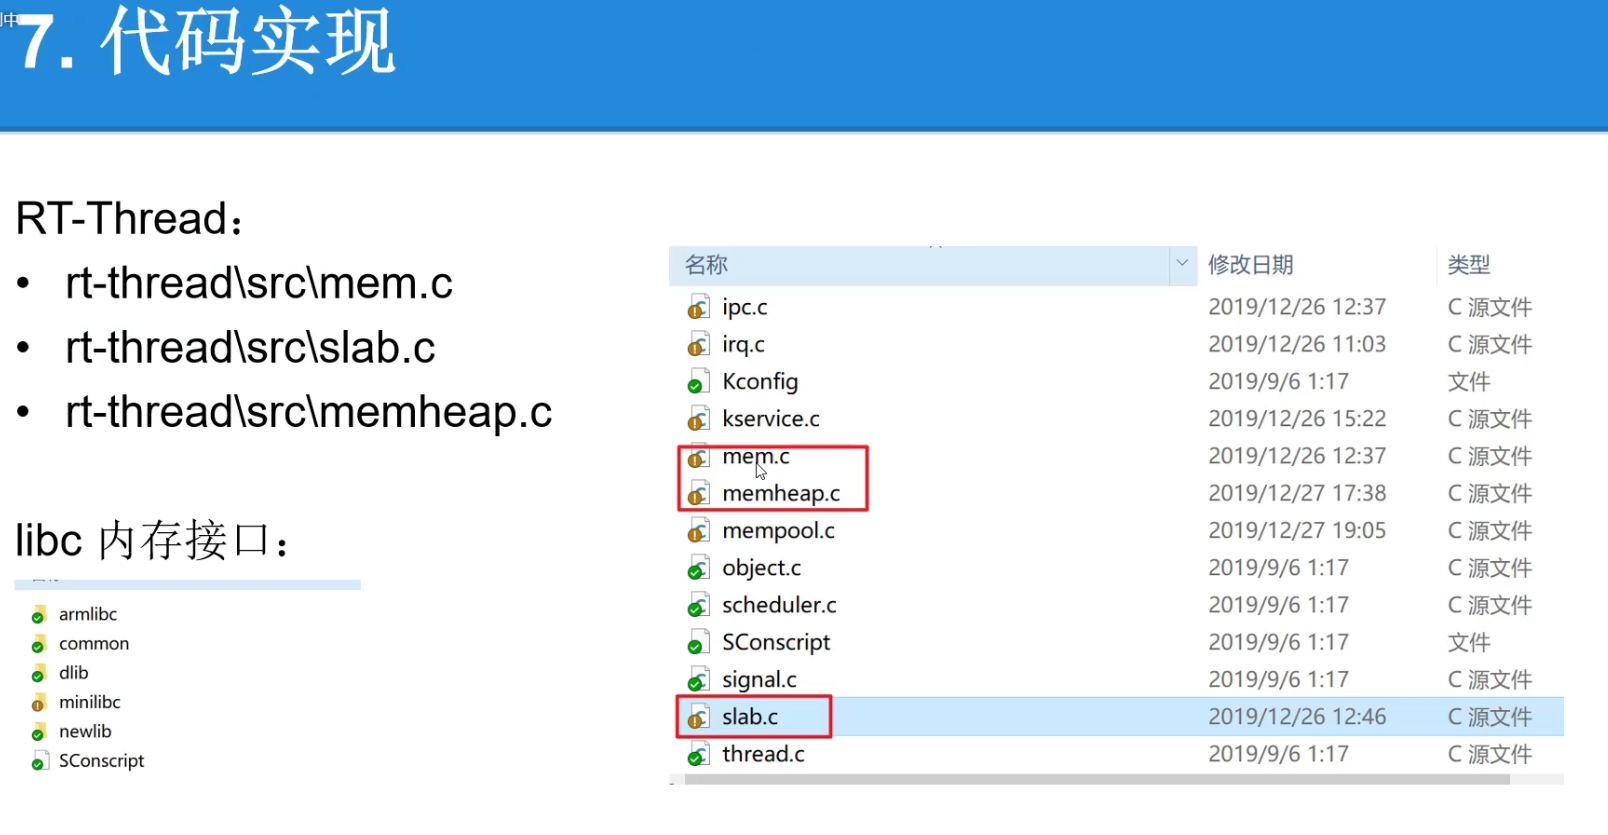 7. 代码实现
RT-Thread：
• rt-thread\src\mem.c
• rt-thread\src\slab.c
• rt-thread\src\memheap.c
libc 内存接口：
armlibc
common
dlib
minilibc
newlib
SConscript
名称 修改日期 类型
ipc.c 2019/12/26 12:37 C 源文件
irq.c 2019/12/26 11:03 C 源文件
Kconfig 2019/9/6 1:17 文件
kservice.c 2019/12/26 15:22 C 源文件
mem.c 2019/12/26 12:37 C 源文件
memheap.c 2019/12/27 17:38 C 源文件
mempool.c 2019/12/27 19:05 C 源文件
object.c 2019/9/6 1:17 C 源文件
scheduler.c 2019/9/6 1:17 C 源文件
SConscript 2019/9/6 1:17 文件
signal.c 2019/9/6 1:17 C 源文件
slab.c 2019/12/26 12:46 C 源文件
thread.c 2019/9/6 1:17 C 源文件